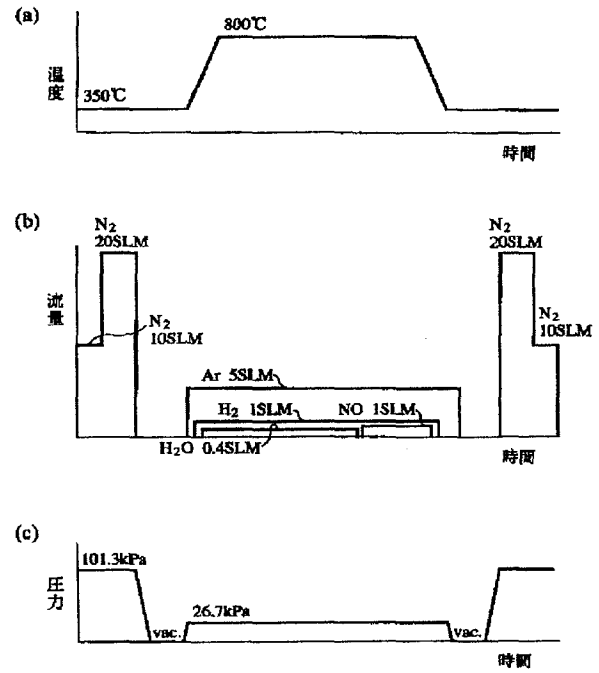 (a)
800℃
温度
350℃
時間
(b)
N₂
20SLM
N₂
20SLM
流量
N₂
10SLM
N₂
10SLM
Ar 5SLM
H₂ 1SLM
NO 1SLM
H₂O 0.4SLM
時間
(c)
101.3kPa
圧力
26.7kPa
vac.
vac.
時間